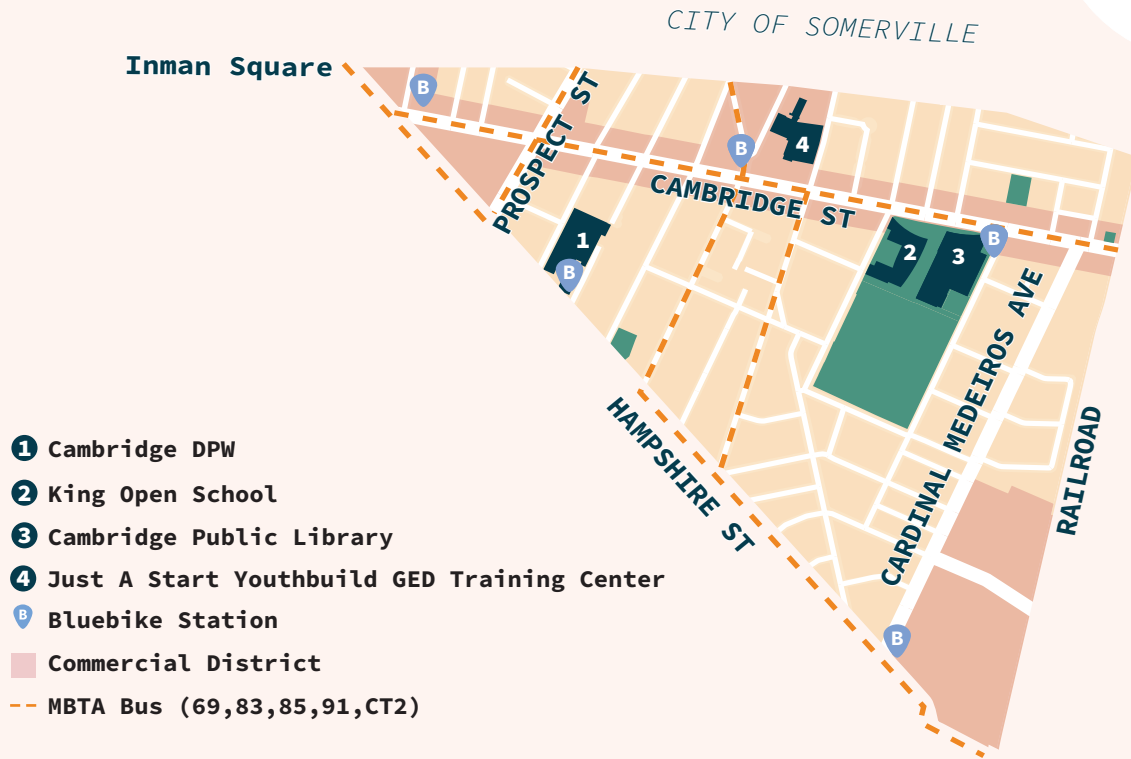 CITY OF SOMERVILLE
Inman Square
B
PROSPECT ST
B
4
CAMBRIDGE ST
1
B
2
3
B
CARDINAL MEDEIROS AVE
HAMPSHIRE ST
RAILROAD
B
1 Cambridge DPW
2 King Open School
3 Cambridge Public Library
4 Just A Start Youthbuild GED Training Center
B Bluebike Station
Commercial District
MBTA Bus (69,83,85,91,CT2)